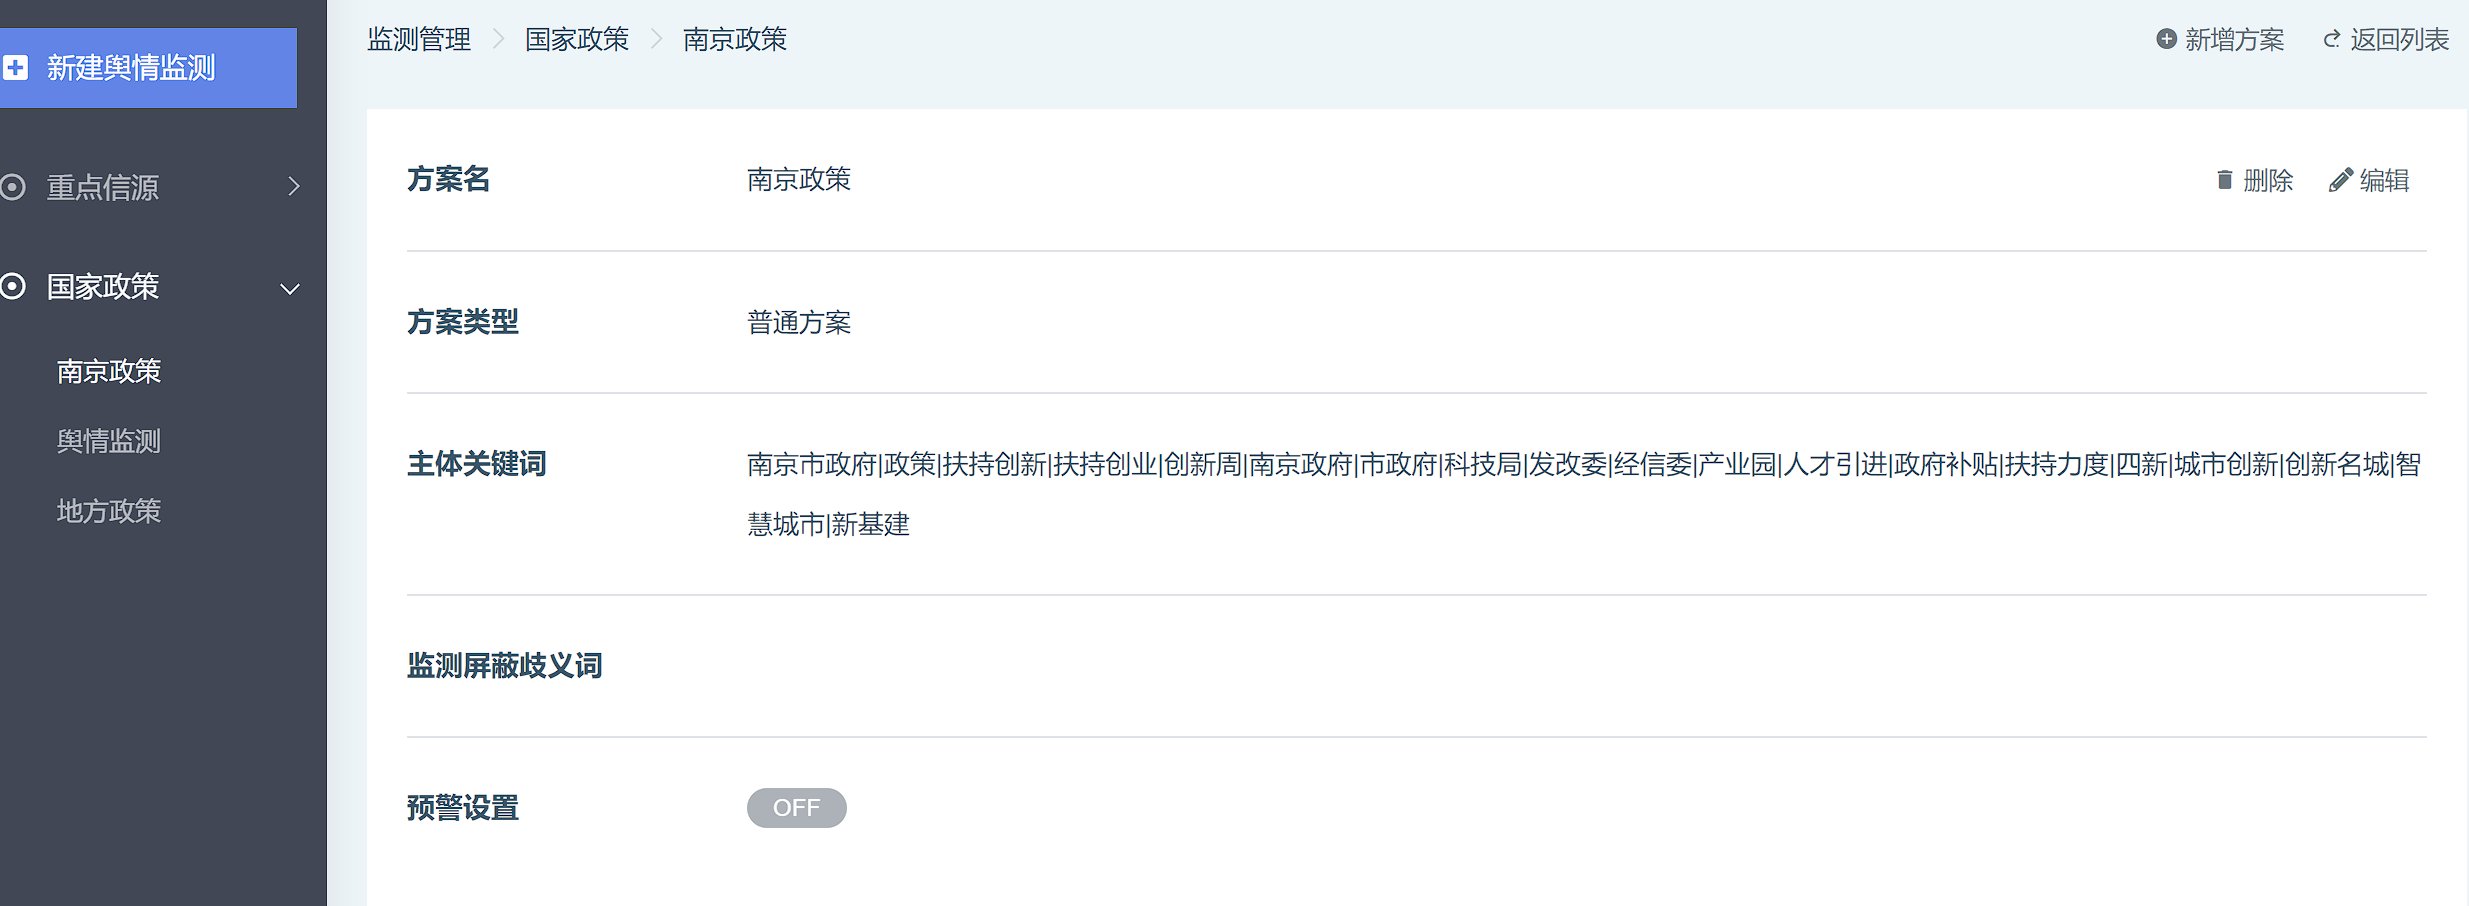 新建舆情监测
重点信源
国家政策
南京政策
舆情监测
地方政策
监测管理 国家政策 南京政策
新增方案 返回列表
方案名 南京政策 删除 编辑
方案类型 普通方案
主体关键词 南京市政府|政策|扶持创新|扶持创业|创新周|南京政府|市政府|科技局|发改委|经信委|产业园|人才引进|政府补贴|扶持力度|四新|城市创新|创新名城|智
慧城市|新基建
监测屏蔽歧义词
预警设置 OFF